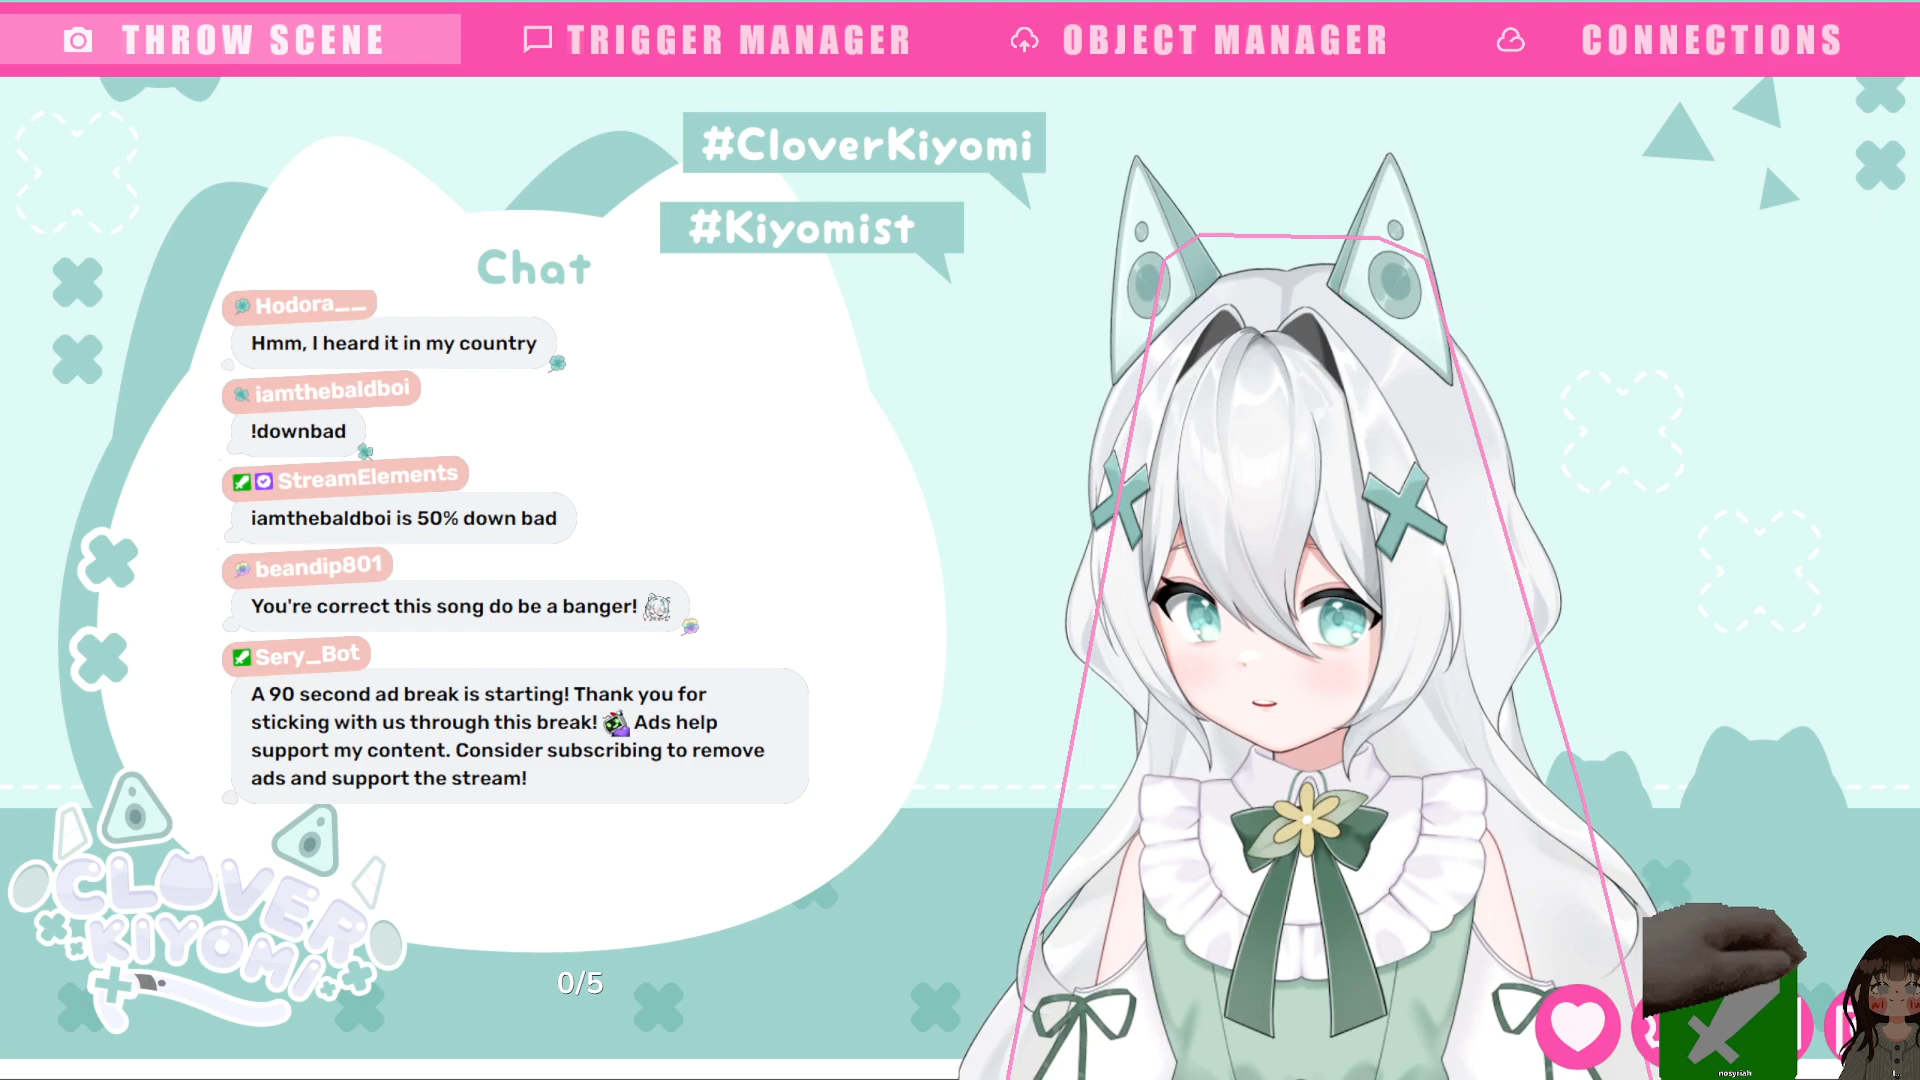 THROW SCENE
TRIGGER MANAGER
OBJECT MANAGER
CONNECTIONS
#CloverKiyomi
#Kiyomist
Chat
Hodora__
Hmm, I heard it in my country
iamthebaldboi
!downbad
StreamElements
iamthebaldboi is 50% down bad
beandip801
You're correct this song do be a banger!
Sery_Bot
A 90 second ad break is starting! Thank you for
sticking with us through this break! Ads help
support my content. Consider subscribing to remove
ads and support the stream!
CLOVER
KIYOMI
0/5
nosyriah